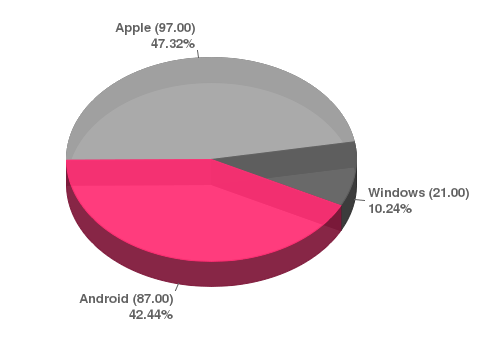 Apple (97.00)
47.32%
Windows (21.00)
10.24%
Android (87.00)
42.44%